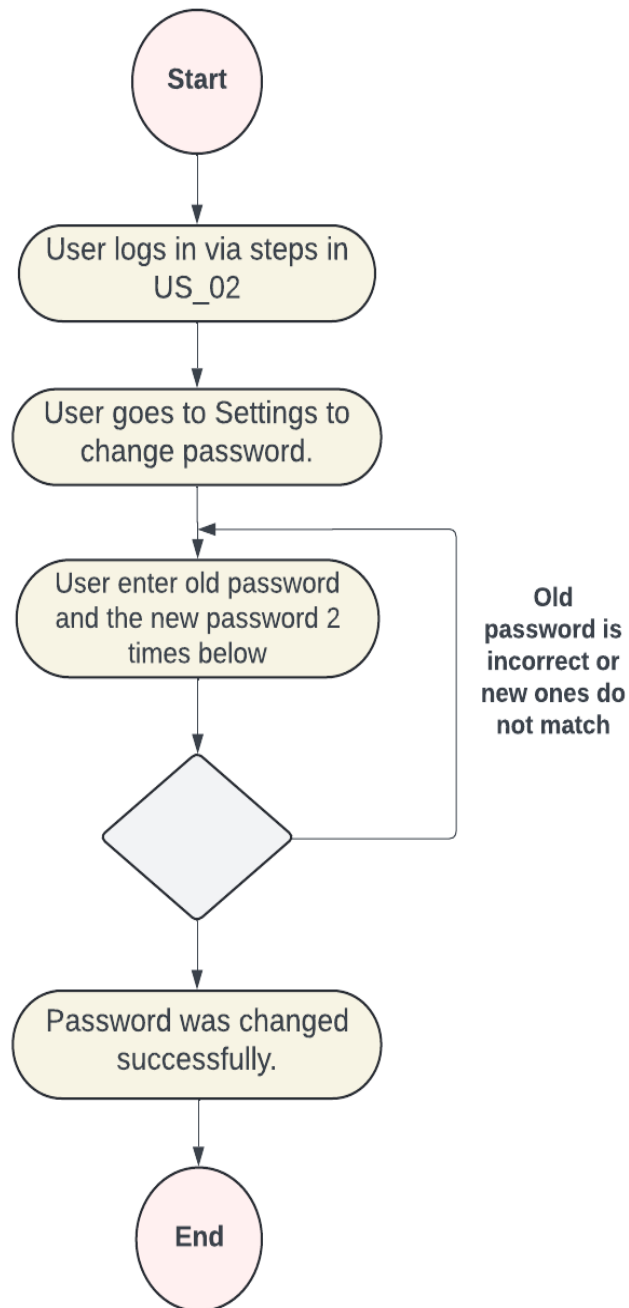 Start
User logs in via steps in
US_02
User goes to Settings to
change password.
User enter old password
and the new password 2
times below
Old
password is
incorrect or
new ones do
not match
Password was changed
successfully.
End